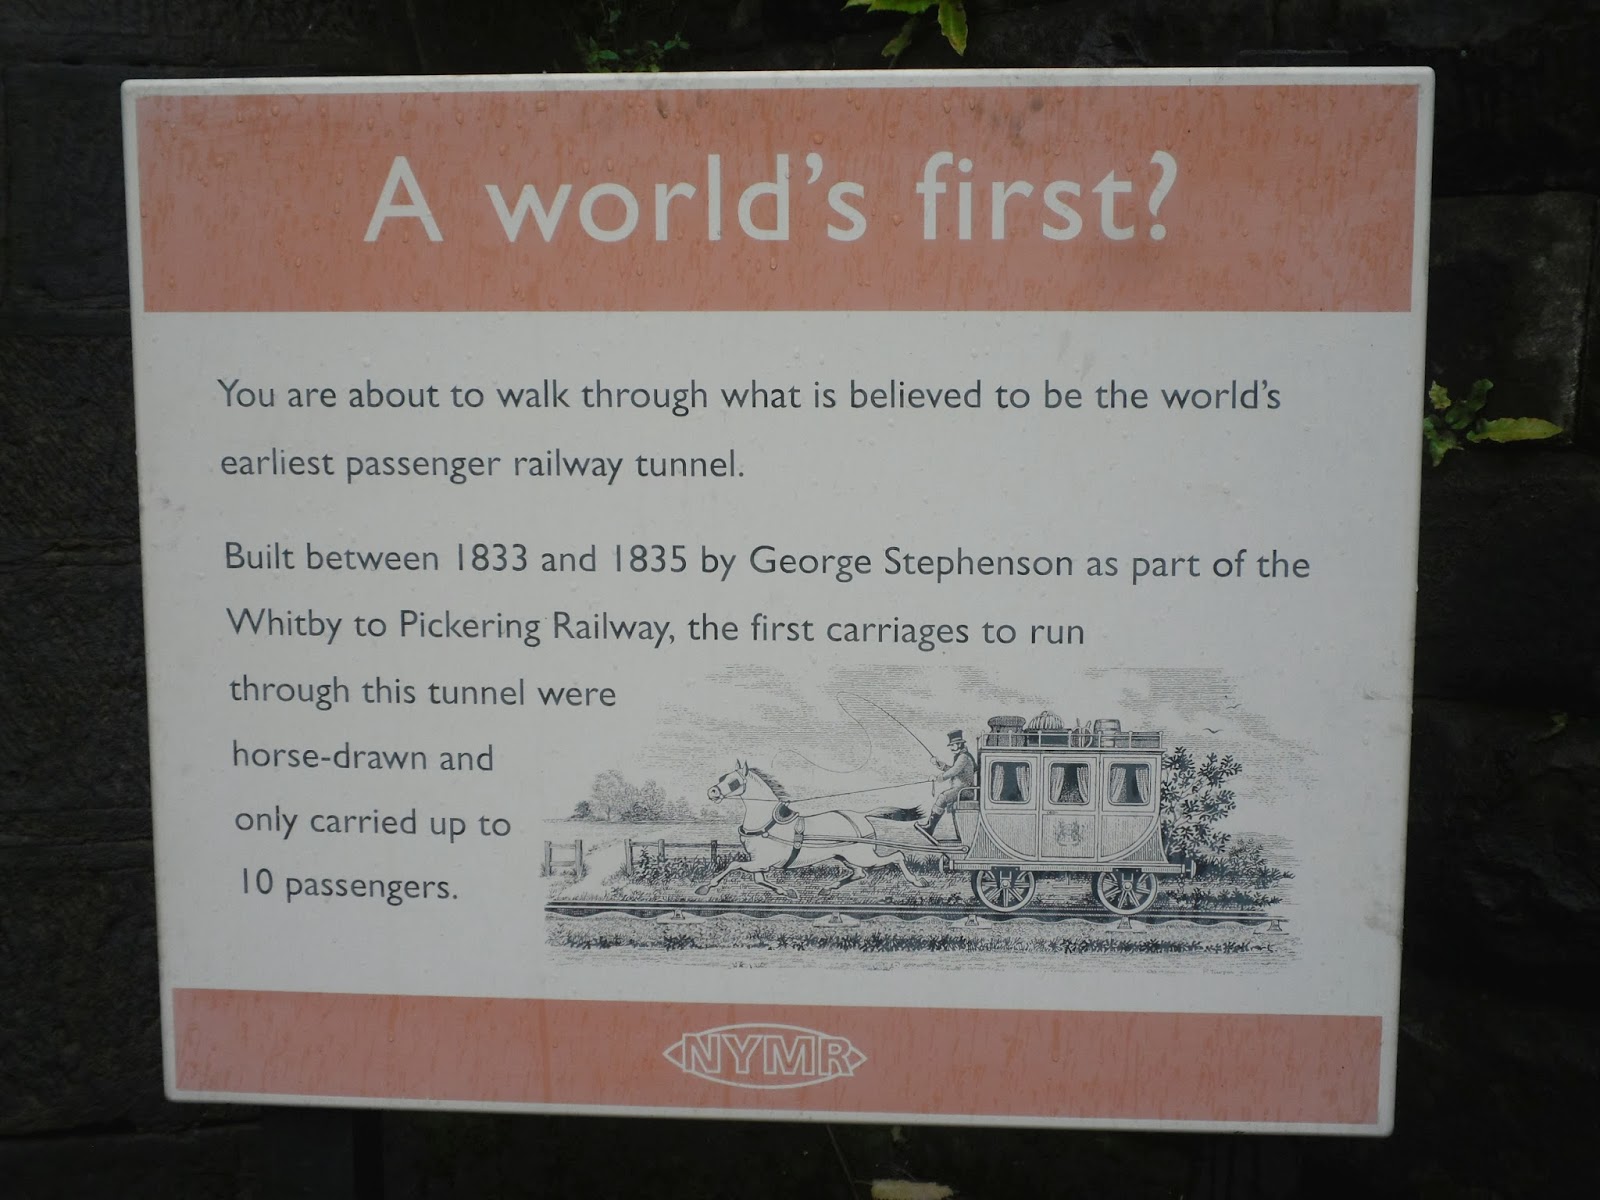 A world's first?
You are about to walk through what is believed to be the world's
earliest passenger railway tunnel.
Built between 1833 and 1835 by George Stephenson as part of the
Whitby to Pickering Railway, the first carriages to run
through this tunnel were
horse-drawn and
only carried up to
10 passengers.
NYMR